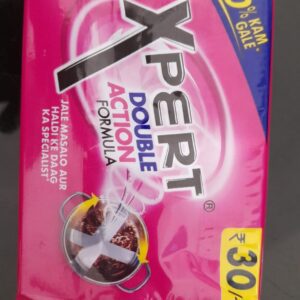 % KAM
GALE*
XPERT®
DOUBLE
ACTION
FORMULA
JALE MASALO AUR
HALDI KE DAAG
KA SPECIALIST*
₹30/